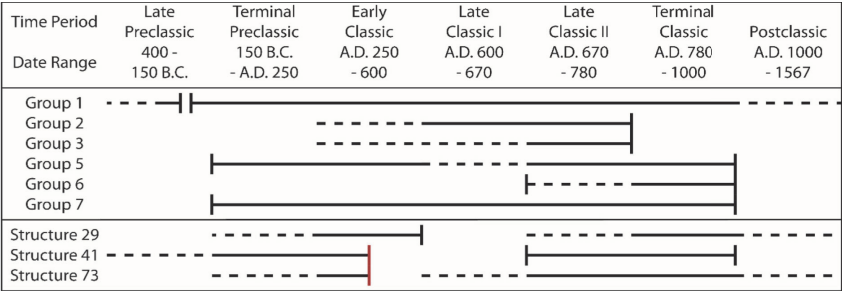 Time Period Late Terminal Early Late Late Terminal
Preclassic Preclassic Classic Classic I Classic II Classic Postclassic
Date Range 400 - 150 B.C. A.D. 250 A.D. 600 A.D. 670 A.D. 780 A.D. 1000
150 B.C. - A.D. 250 - 600 - 670 - 780 - 1000 - 1567
Group 1
Group 2
Group 3
Group 5
Group 6
Group 7
Structure 29
Structure 41
Structure 73